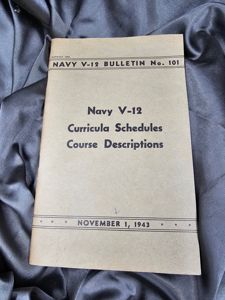 NAVY V-12 BULLETIN No. 101
Navy V-12
Curricula Schedules
Course Descriptions
NOVEMBER 1, 1943